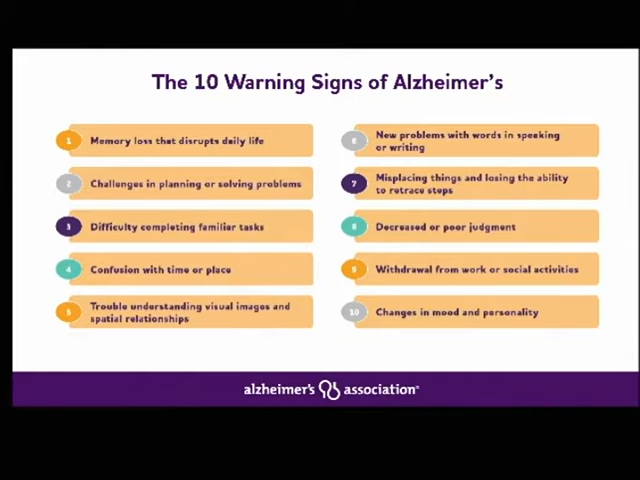 The 10 Warning Signs of Alzheimer's
1 Memory loss that disrupts daily life
2 Challenges in planning or solving problems
3 Difficulty completing familiar tasks
4 Confusion with time or place
5 Trouble understanding visual images and
spatial relationships
6 New problems with words in speaking
or writing
7 Misplacing things and losing the ability
to retrace steps
8 Decreased or poor judgment
9 Withdrawal from work or social activities
10 Changes in mood and personality
alzheimer's association®